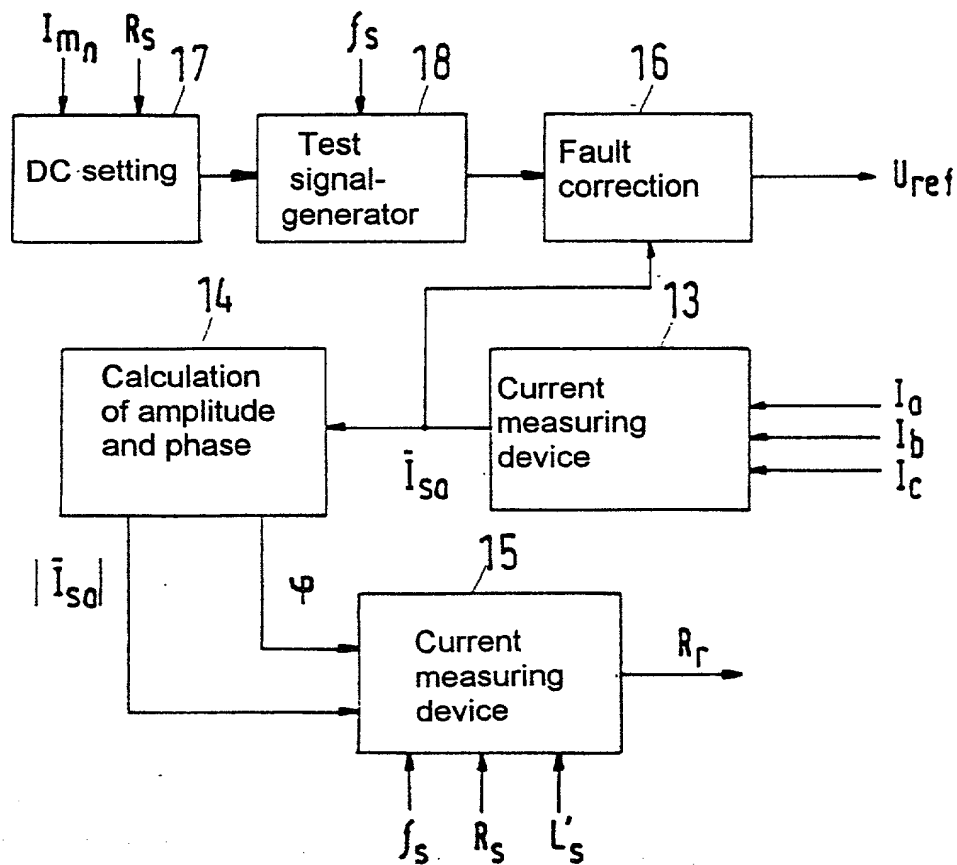 I_mn R_s 17 f_s 18 16
DC setting
Test
signal-
generator
Fault
correction
U_ref
14 13
Calculation
of amplitude
and phase
Current
measuring
device
I_a
I_b
I_c
Ī_sa
|Ī_sa| φ 15
Current
measuring
device
R_r
f_s R_s L'_s